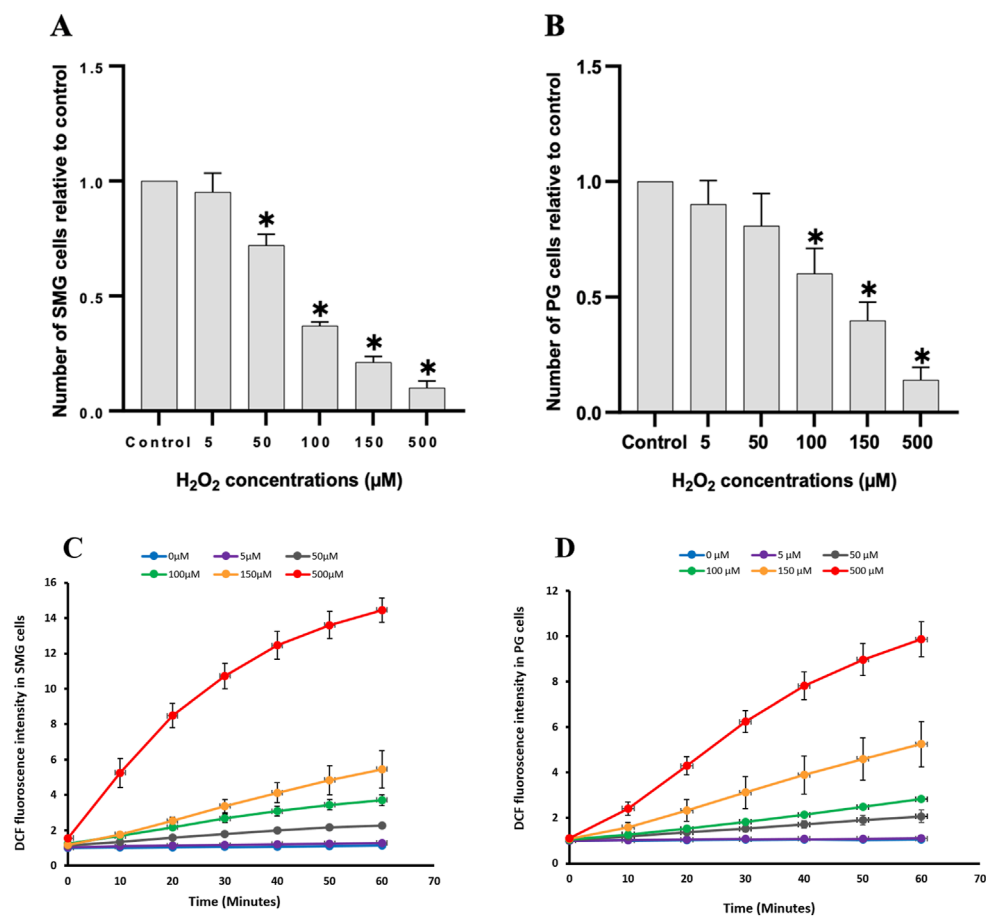 A
Number of SMG cells relative to control
1.5
1.0
0.5
0.0
*
*
*
*
Control 5 50 100 150 500
H₂O₂ concentrations (µM)
B
Number of PG cells relative to control
1.5
1.0
0.5
0.0
*
*
*
Control 5 50 100 150 500
H₂O₂ concentrations (µM)
C
0µM 5µM 50µM
100µM 150µM 500µM
DCF fluoroscence intensity in SMG cells
16
14
12
10
8
6
4
2
0
0 10 20 30 40 50 60 70
Time (Minutes)
D
0 µM 5 µM 50 µM
100 µM 150 µM 500 µM
DCF fluoroscence intensity in PG cells
12
10
8
6
4
2
0
0 10 20 30 40 50 60 70
Time (Minutes)